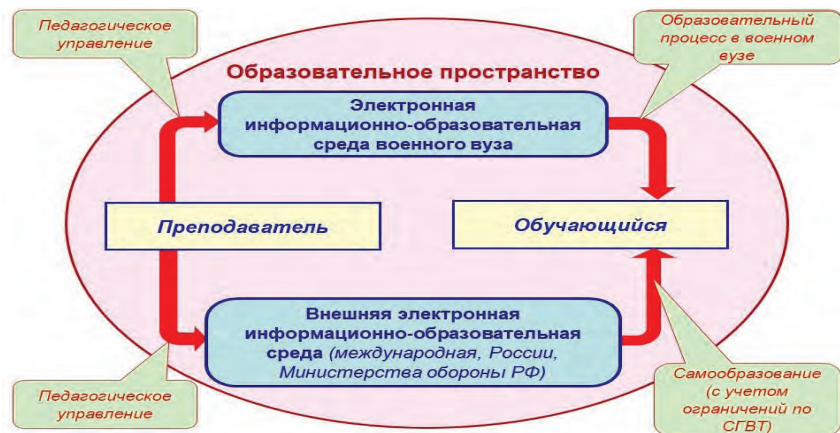 Педагогическое
управление
Образовательный
процесс в военном
вузе
Образовательное пространство
Электронная
информационно-образовательная
среда военного вуза
Преподаватель
Обучающийся
Внешняя электронная
информационно-образовательная
среда (международная, России,
Министерства обороны РФ)
Педагогическое
управление
Самообразование
(с учетом
ограничений по
СГВТ)